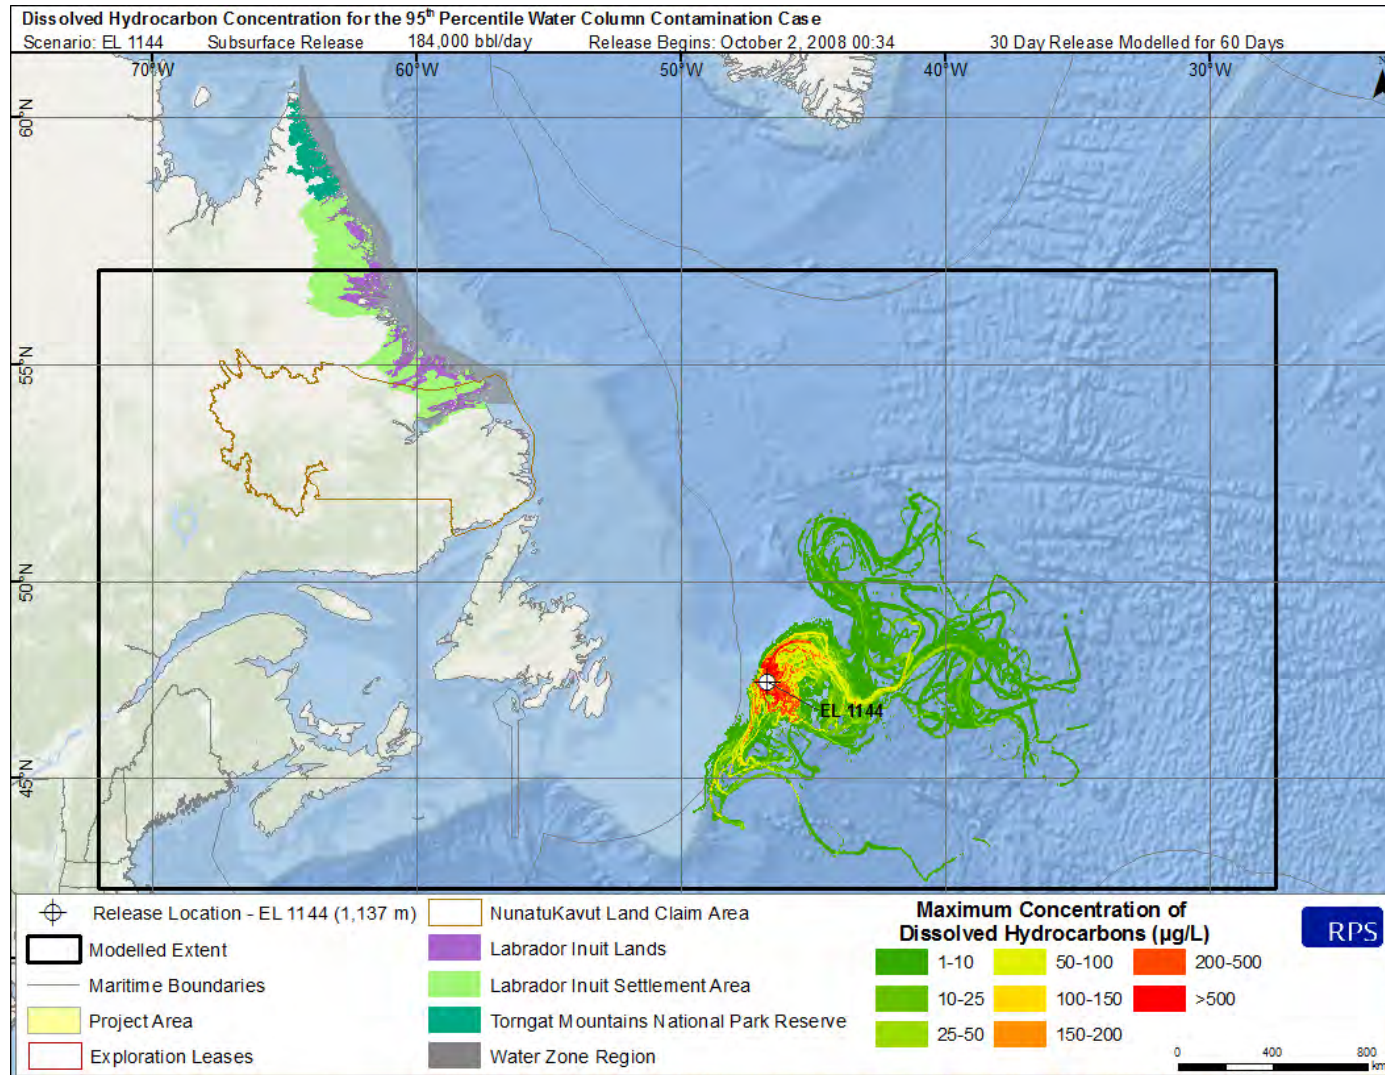 Dissolved Hydrocarbon Concentration for the 95th Percentile Water Column Contamination Case
Scenario: EL 1144 Subsurface Release 184,000 bbl/day Release Begins: October 2, 2008 00:34 30 Day Release Modelled for 60 Days
70°W 60°W 50°W 40°W 30°W
60°N
55°N
50°N
45°N
EL 1144
Release Location - EL 1144 (1,137 m)
Modelled Extent
Maritime Boundaries
Project Area
Exploration Leases
NunatuKavut Land Claim Area
Labrador Inuit Lands
Labrador Inuit Settlement Area
Torngat Mountains National Park Reserve
Water Zone Region
Maximum Concentration of
Dissolved Hydrocarbons (µg/L)
1-10 50-100 200-500
10-25 100-150 >500
25-50 150-200
RPS
0 400 800
km